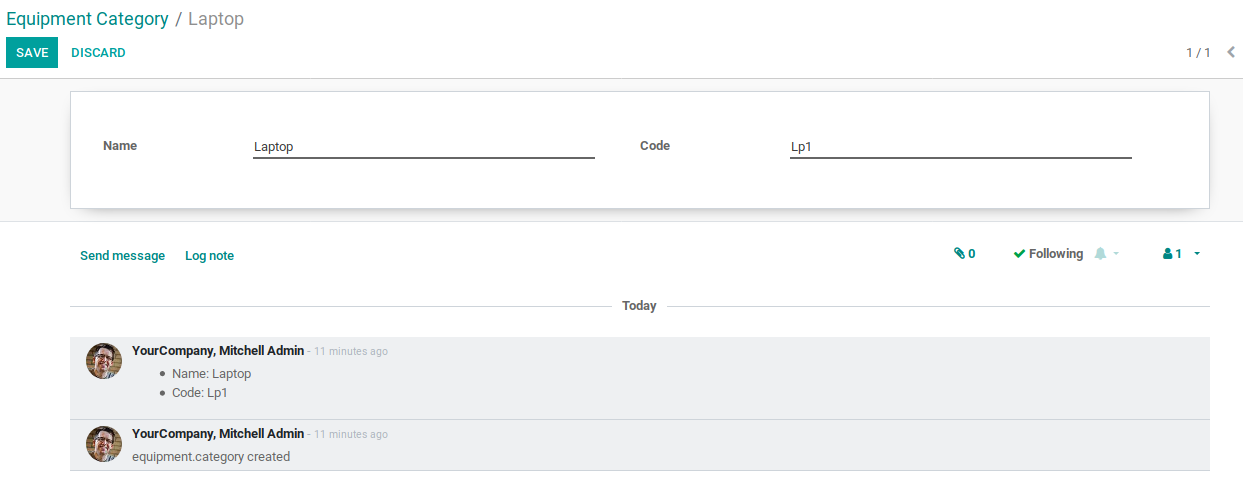 Equipment Category / Laptop
SAVE DISCARD 1 / 1
Name Laptop Code Lp1
Send message Log note 0 Following 1
Today
YourCompany, Mitchell Admin - 11 minutes ago
Name: Laptop
Code: Lp1
YourCompany, Mitchell Admin - 11 minutes ago
equipment.category created